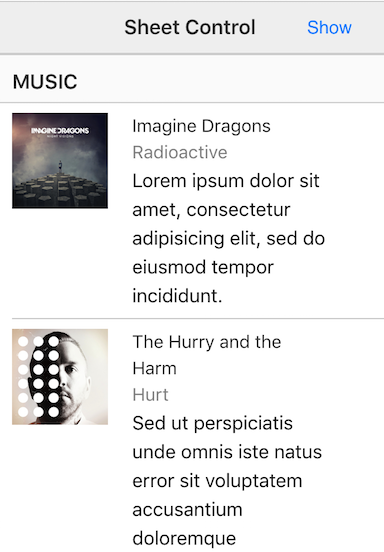 Sheet Control
Show
MUSIC
IMAGINE DRAGONS
NIGHT VISIONS
Imagine Dragons
Radioactive
Lorem ipsum dolor sit
amet, consectetur
adipisicing elit, sed do
eiusmod tempor
incididunt.
The Hurry and the
Harm
Hurt
Sed ut perspiciatis
unde omnis iste natus
error sit voluptatem
accusantium
doloremque